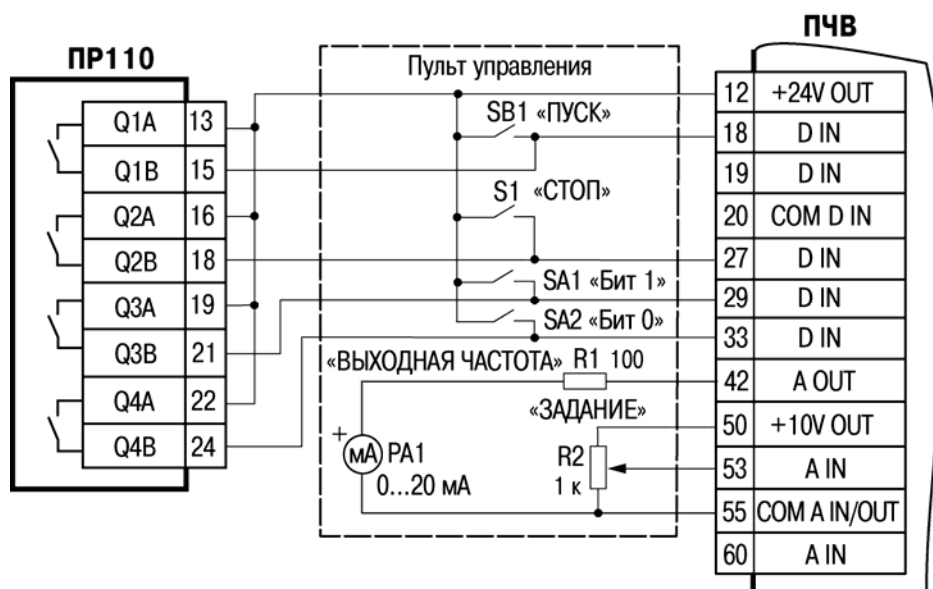 ПР110
Q1A 13
Q1B 15
Q2A 16
Q2B 18
Q3A 19
Q3B 21
Q4A 22
Q4B 24
Пульт управления
SB1 «ПУСК»
S1 «СТОП»
SA1 «Бит 1»
SA2 «Бит 0»
«ВЫХОДНАЯ ЧАСТОТА» R1 100
«ЗАДАНИЕ»
+
мА PA1
0...20 мА
R2
1 к
ПЧВ
12 +24V OUT
18 D IN
19 D IN
20 COM D IN
27 D IN
29 D IN
33 D IN
42 A OUT
50 +10V OUT
53 A IN
55 COM A IN/OUT
60 A IN